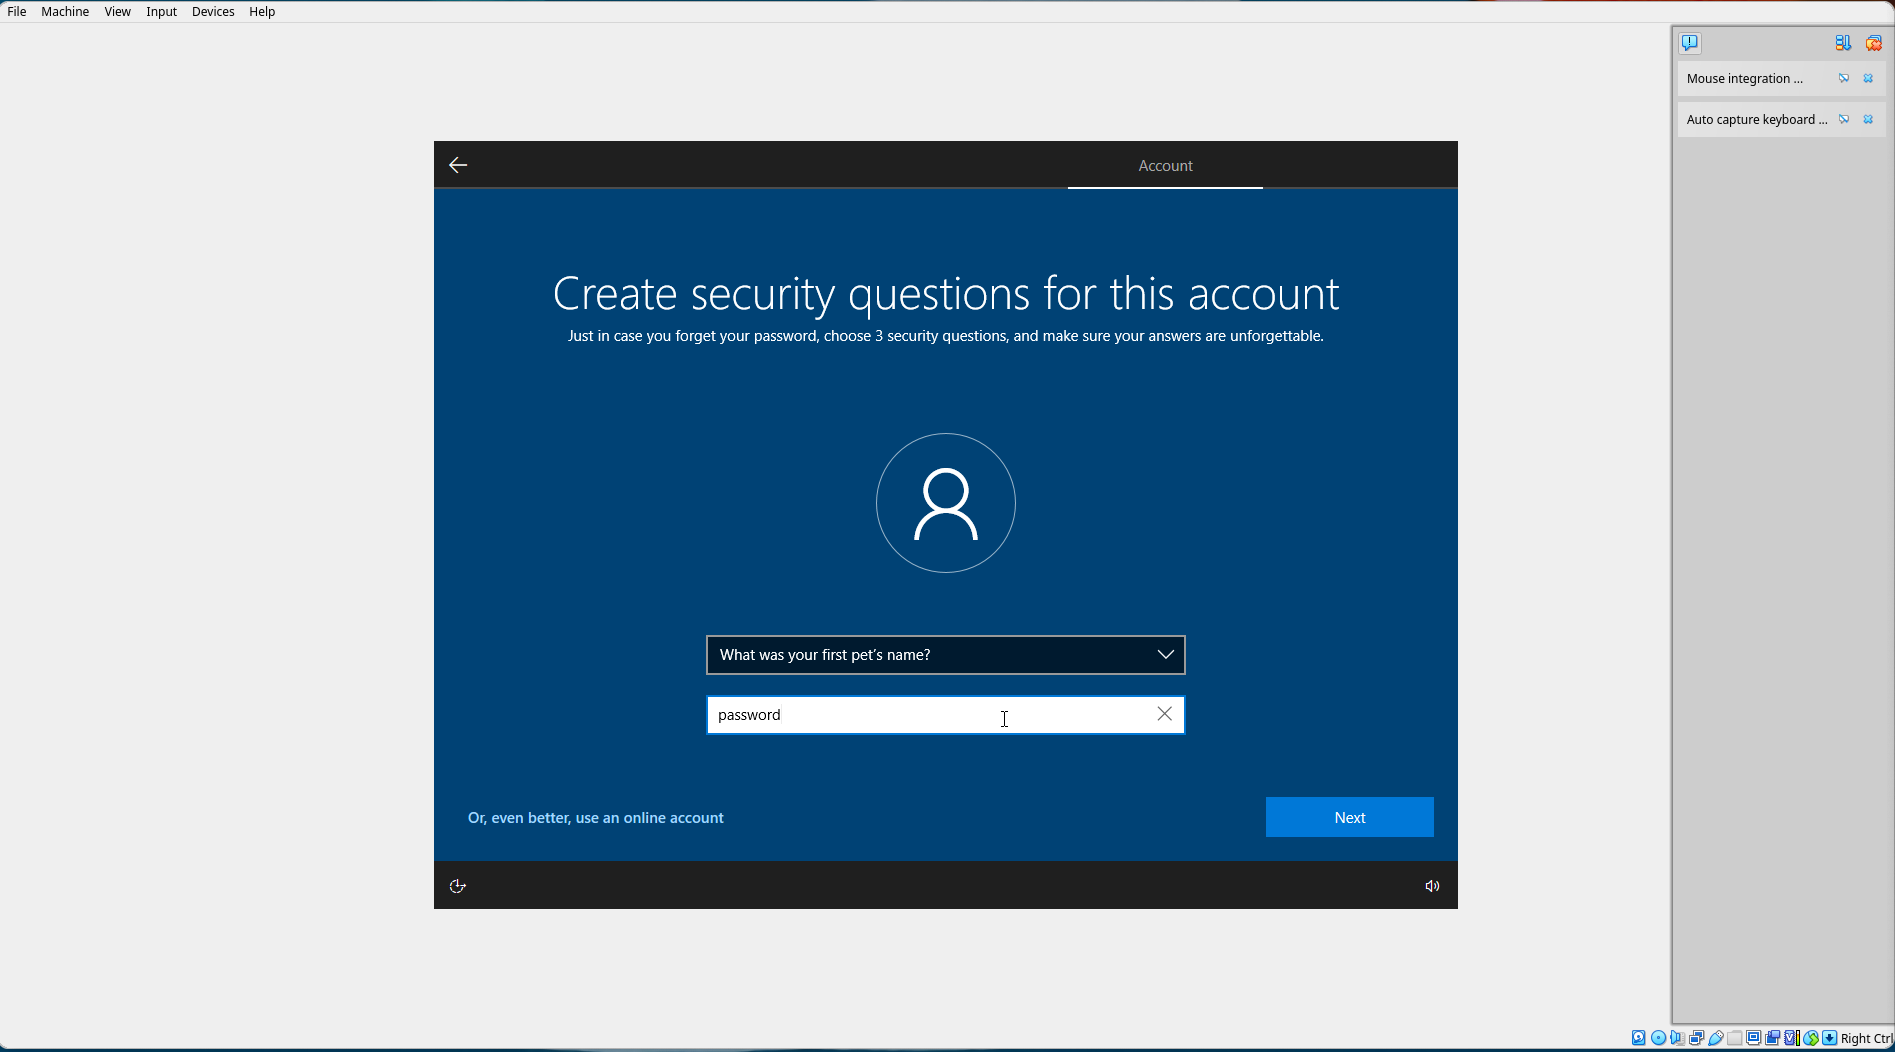 File Machine View Input Devices Help
Mouse integration ...
Auto capture keyboard ...
Account
Create security questions for this account
Just in case you forget your password, choose 3 security questions, and make sure your answers are unforgettable.
What was your first pet’s name?
password
Or, even better, use an online account
Next
Right Ctrl